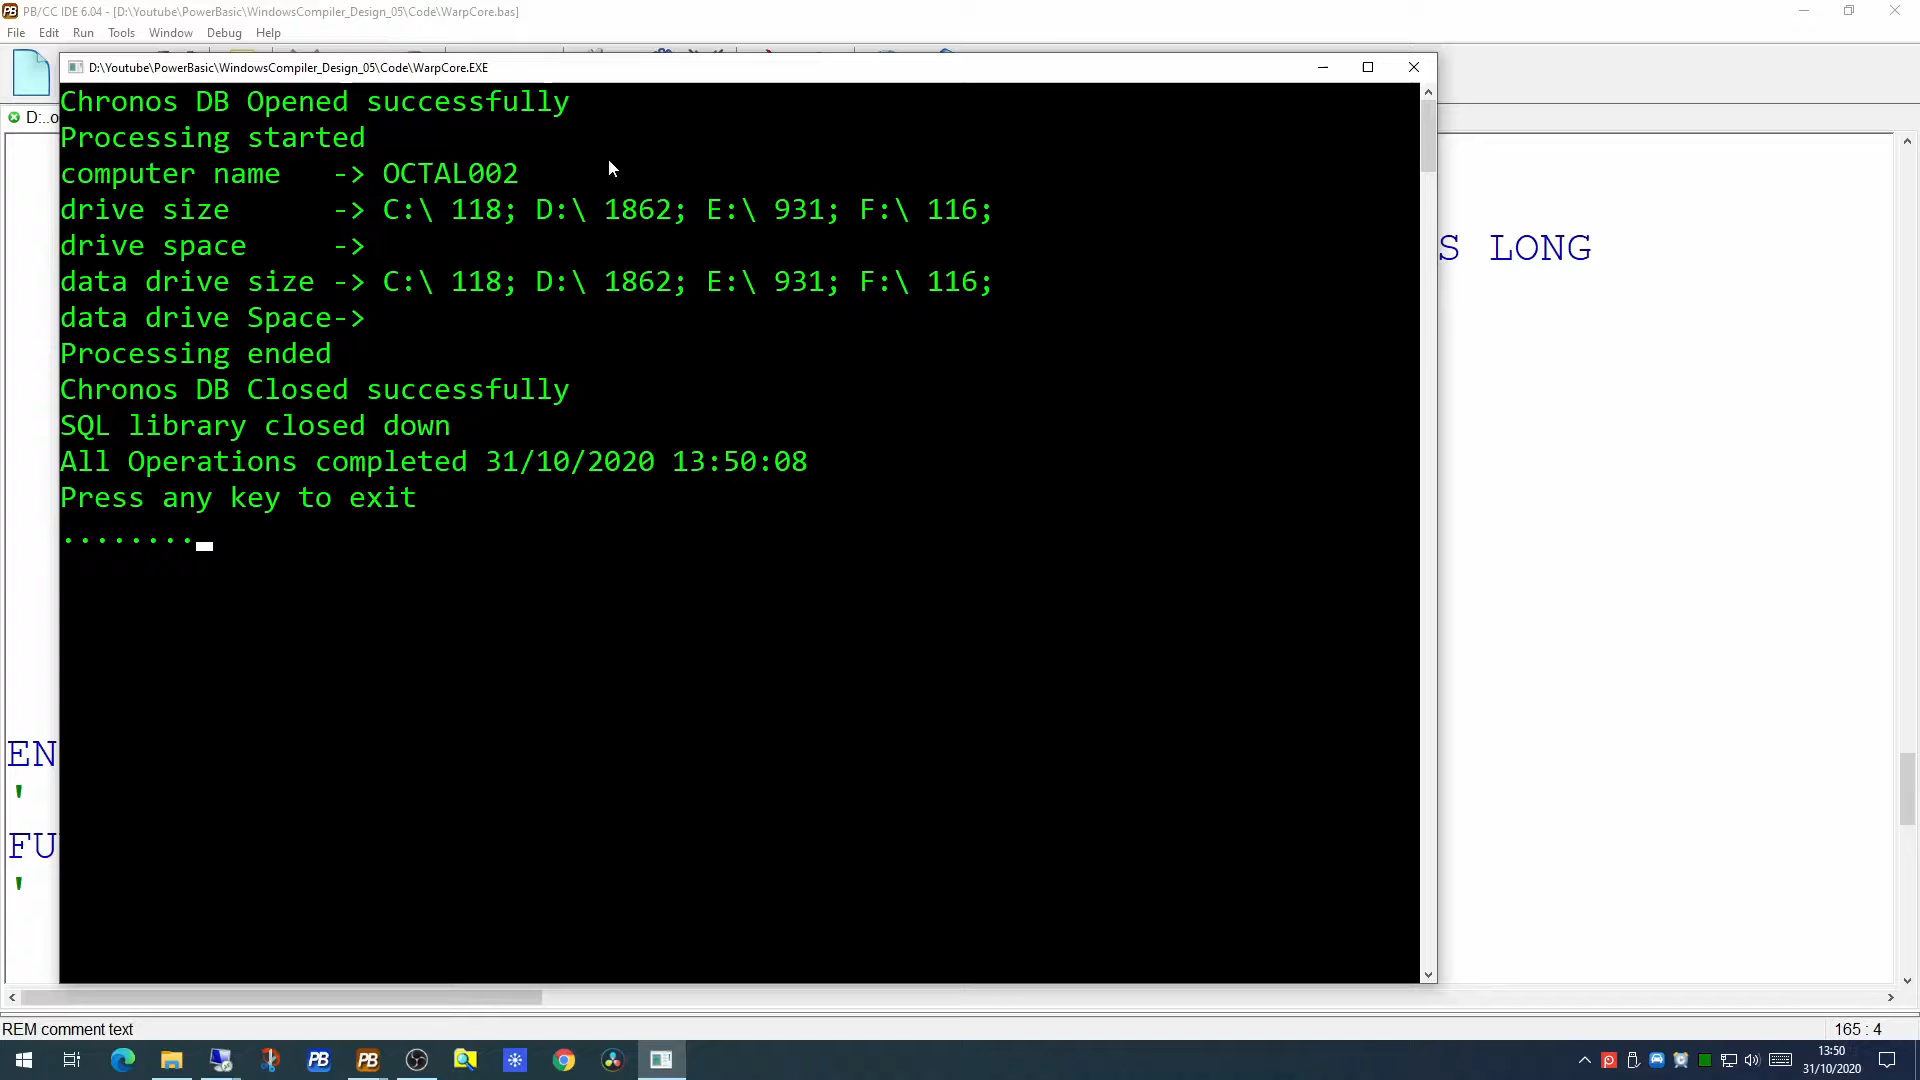 PB/CC IDE 6.04 - [D:\Youtube\PowerBasic\WindowsCompiler_Design_05\Code\WarpCore.bas]
File Edit Run Tools Window Debug Help
D:\Youtube\PowerBasic\WindowsCompiler_Design_05\Code\WarpCore.EXE
D:..o
Chronos DB Opened successfully
Processing started
computer name -> OCTAL002
drive size -> C:\ 118; D:\ 1862; E:\ 931; F:\ 116;
drive space ->
S LONG
data drive size -> C:\ 118; D:\ 1862; E:\ 931; F:\ 116;
data drive Space->
Processing ended
Chronos DB Closed successfully
SQL library closed down
All Operations completed 31/10/2020 13:50:08
Press any key to exit
........
EN
'
FU
'
REM comment text
165 : 4
PB PB
13:50
31/10/2020